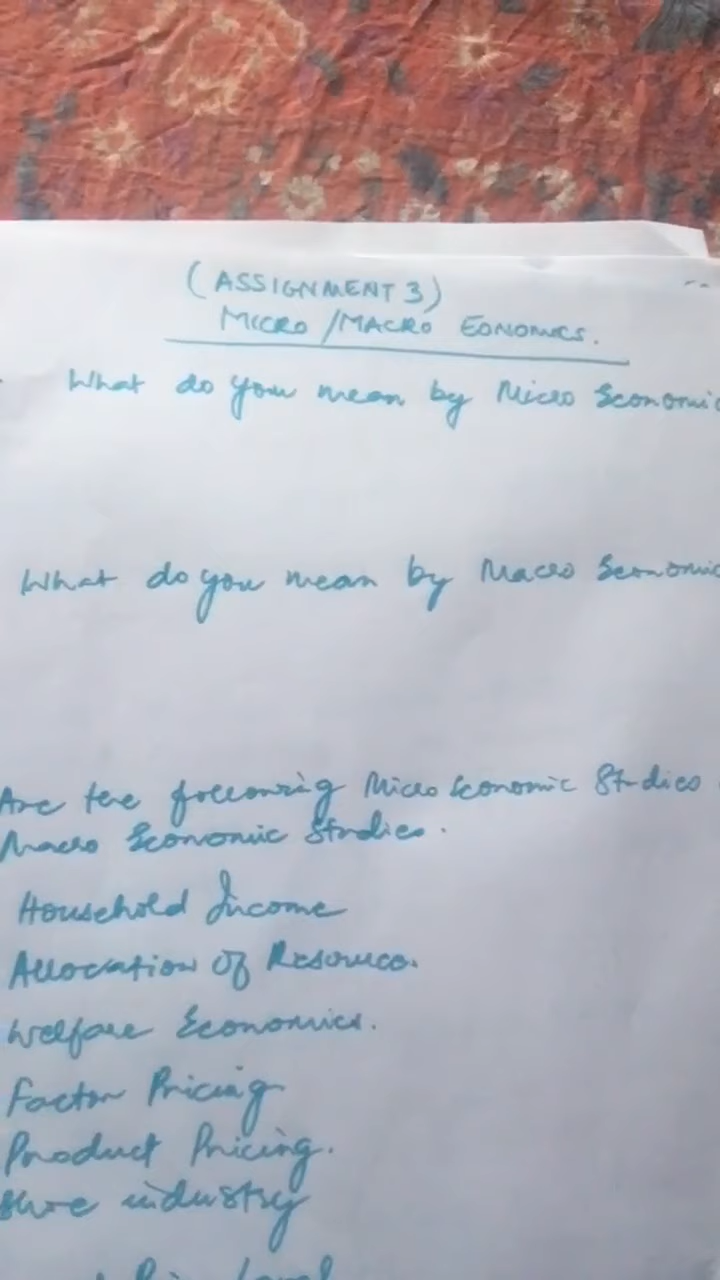 (ASSIGNMENT 3)
MICRO/MACRO EONOMICS.
What do you mean by Micro Economic
What do you mean by Macro Economic
Are the following Micro Economic Studies
Macro Economic Studies.
Household Income
Allocation of Resource.
Welfare Economics.
Factor Pricing
Product Pricing.
industry
Level